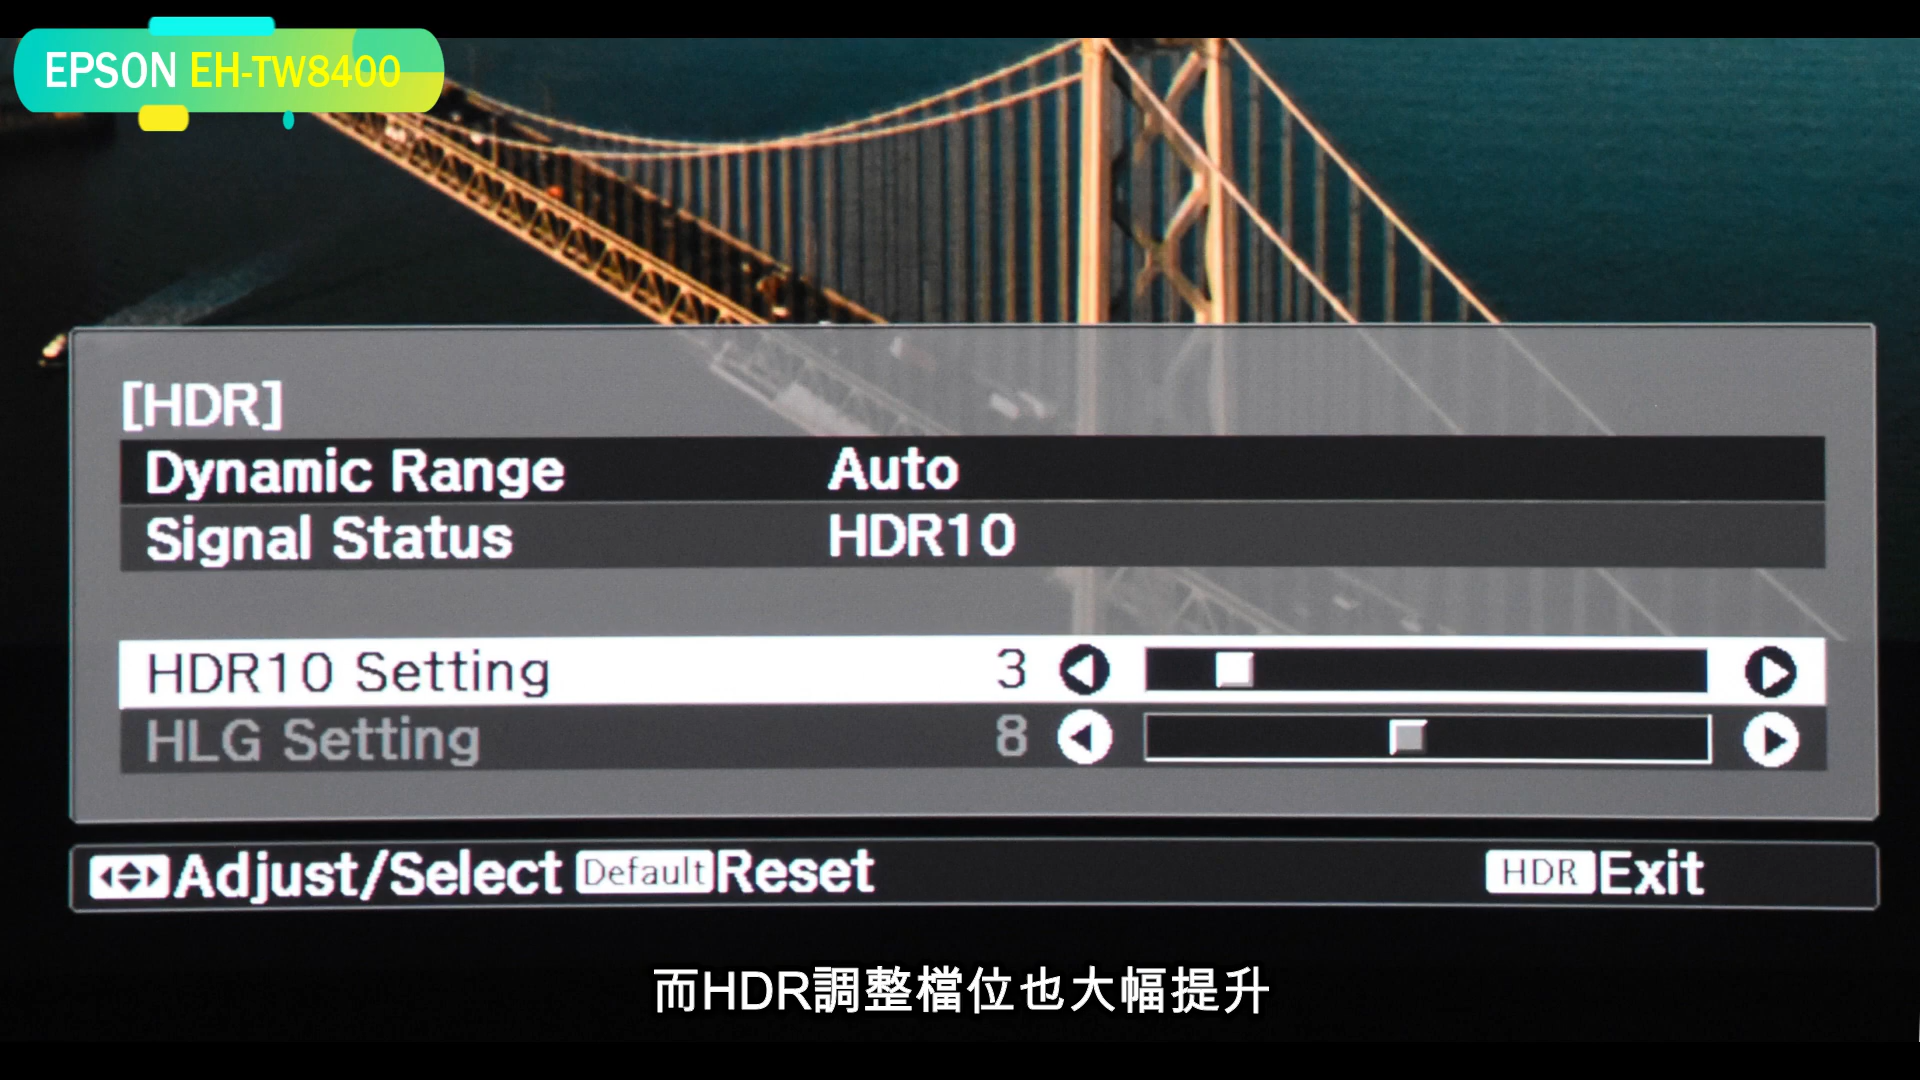 EPSON EH-TW8400
[HDR]
Dynamic Range Auto
Signal Status HDR10
HDR10 Setting 3
HLG Setting 8
Adjust/Select Default Reset HDR Exit
而HDR調整檔位也大幅提升